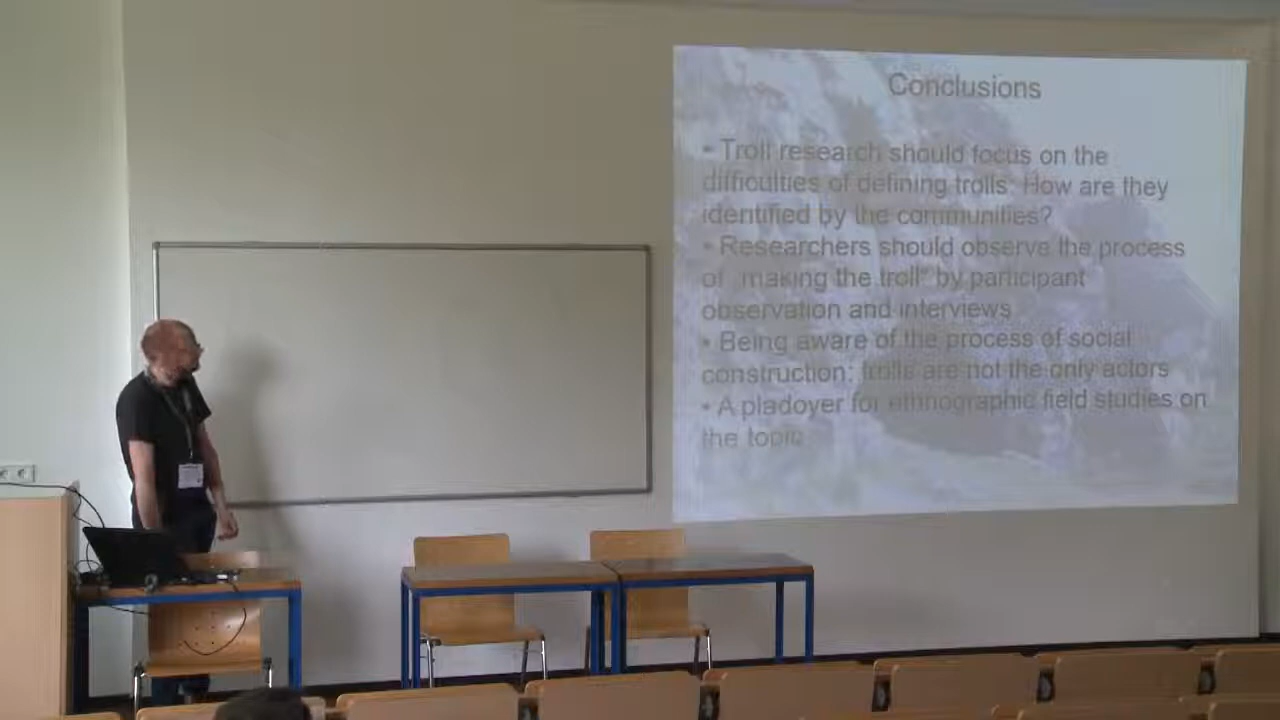 Conclusions
• Troll research should focus on the
difficulties of defining trolls: How are they
identified by the communities?
• Researchers should observe the process
of „making the troll“ by participant
observation and interviews
• Being aware of the process of social
construction: trolls are not the only actors
• A pladoyer for ethnographic field studies on
the topic